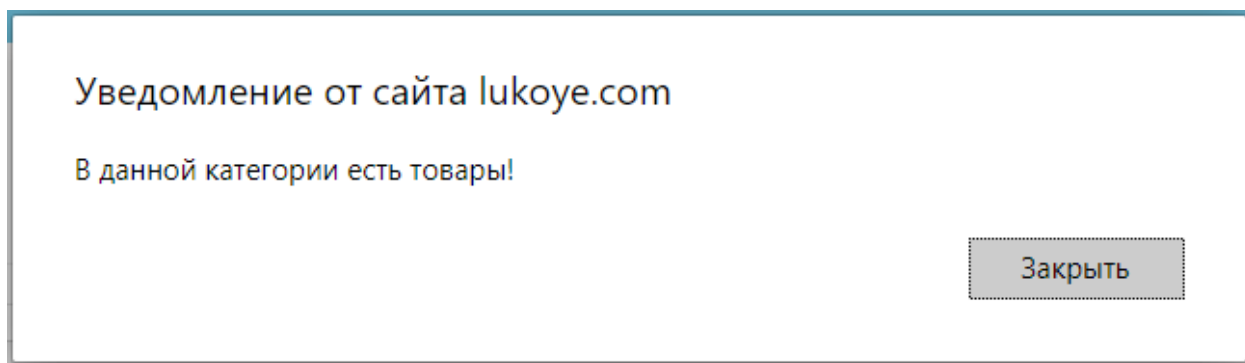 Уведомление от сайта lukoye.com
В данной категории есть товары!
Закрыть